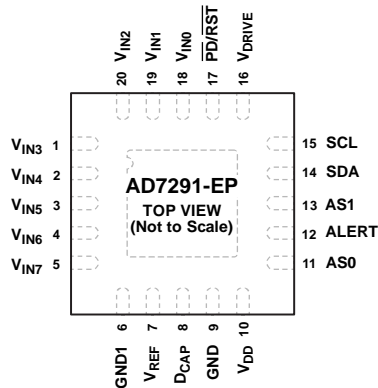 VIN2
VIN1
VIN0
PD/RST
VDRIVE
20
19
18
17
16
VIN3 1
VIN4 2
VIN5 3
VIN6 4
VIN7 5
AD7291-EP
TOP VIEW
(Not to Scale)
15 SCL
14 SDA
13 AS1
12 ALERT
11 AS0
6
7
8
9
10
GND1
VREF
DCAP
GND
VDD